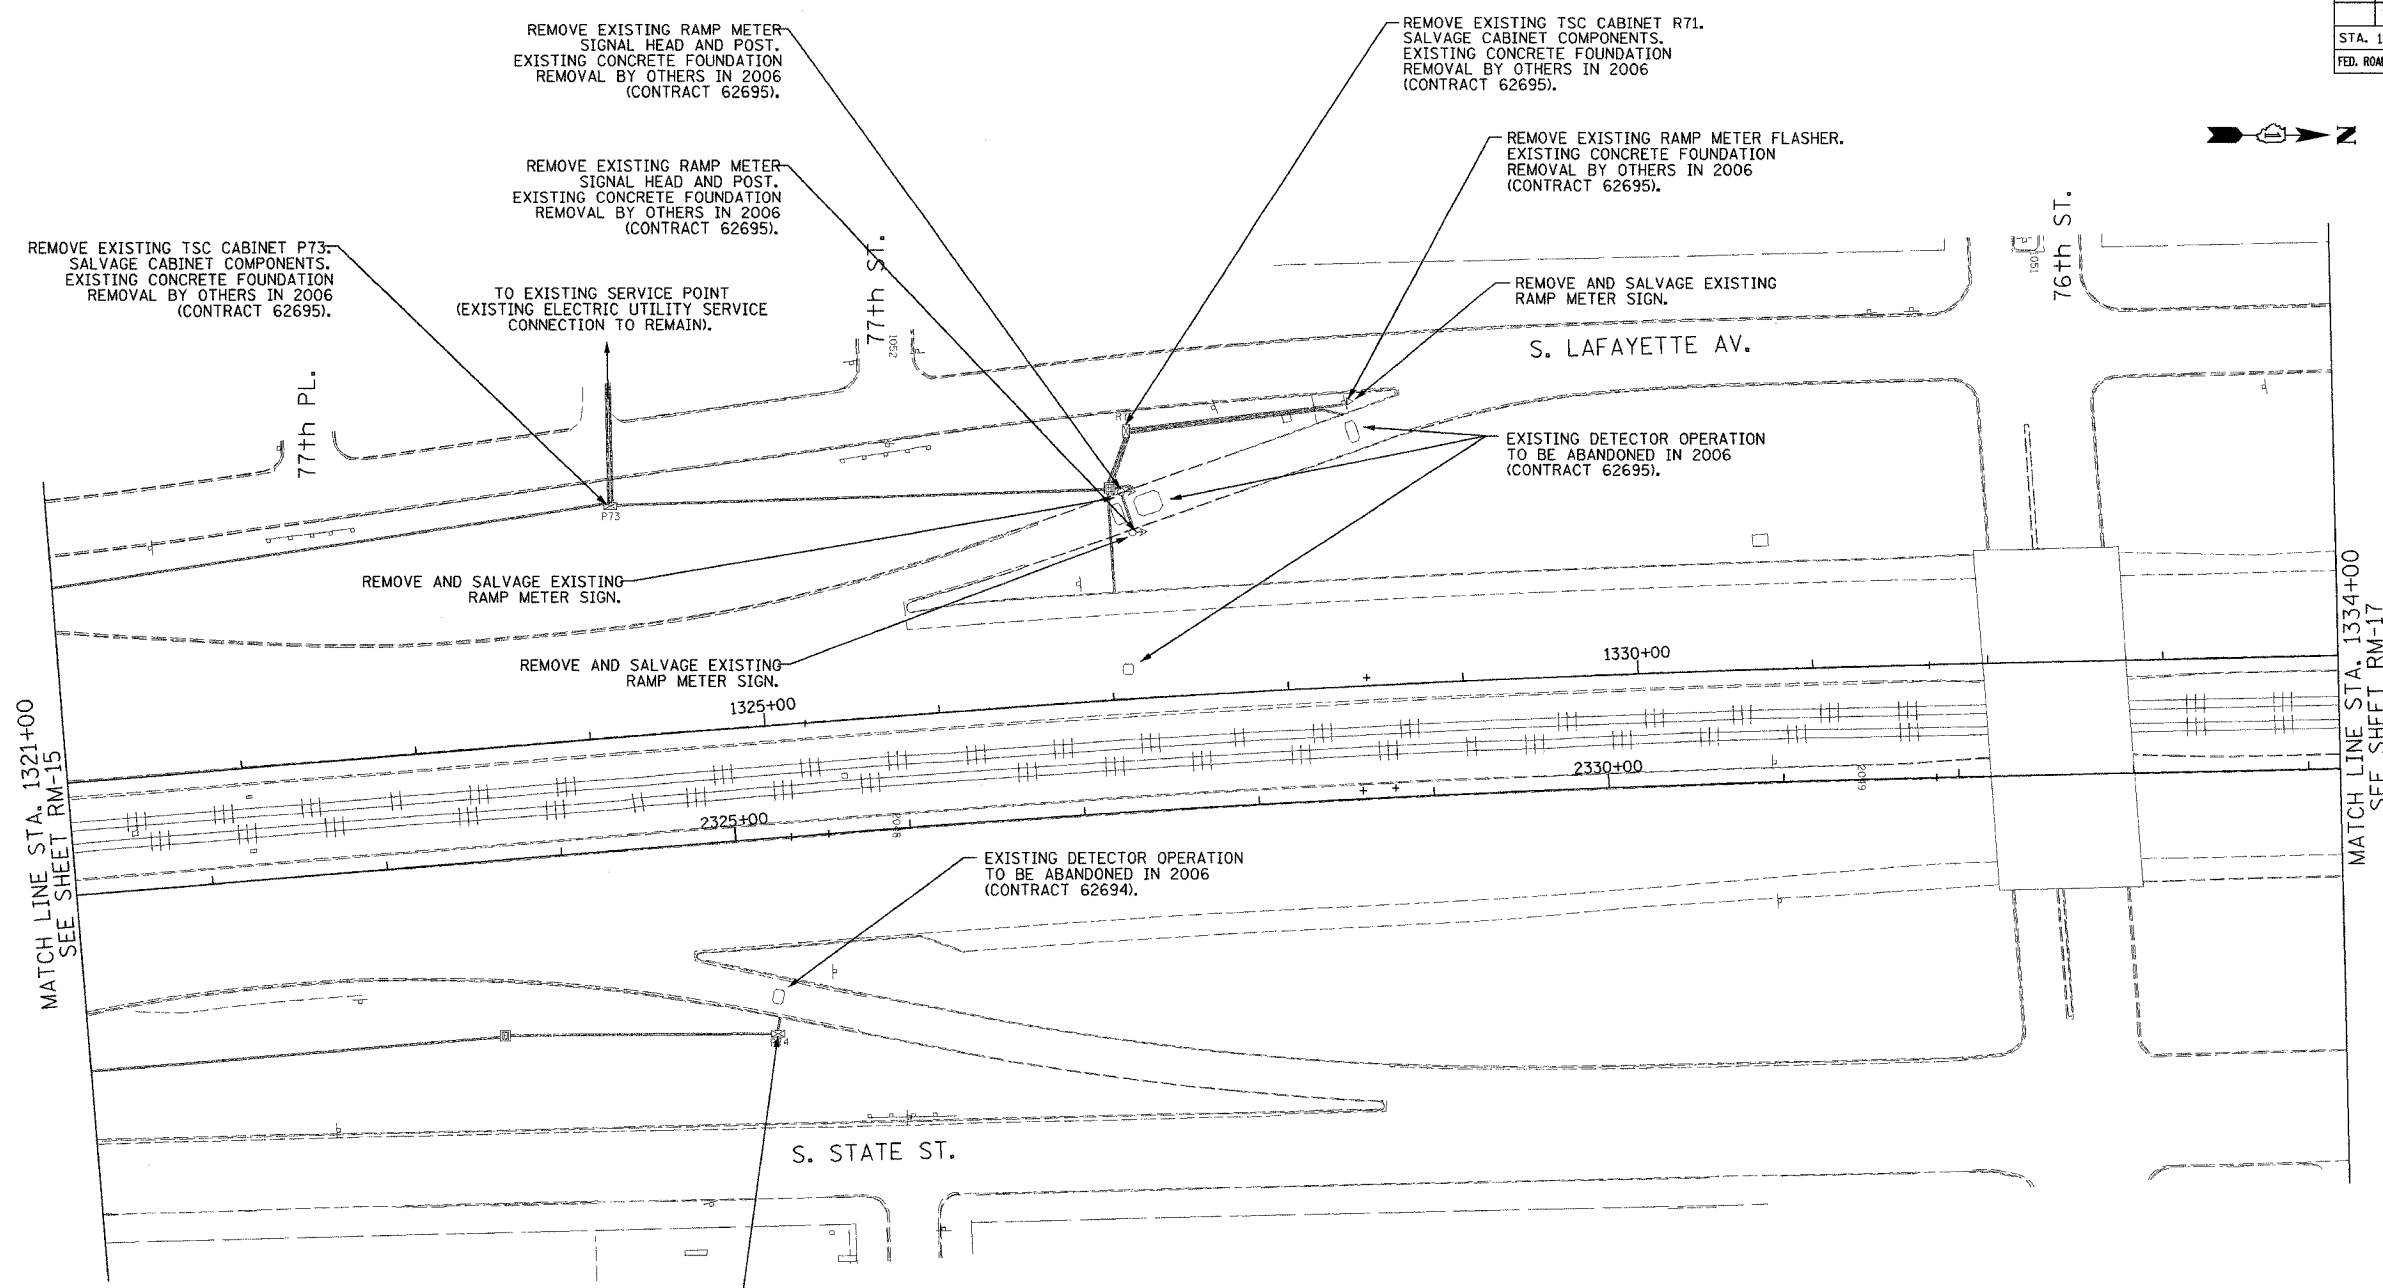 REMOVE EXISTING RAMP METER
SIGNAL HEAD AND POST.
EXISTING CONCRETE FOUNDATION
REMOVAL BY OTHERS IN 2006
(CONTRACT 62695).
REMOVE EXISTING TSC CABINET R71.
SALVAGE CABINET COMPONENTS.
EXISTING CONCRETE FOUNDATION
REMOVAL BY OTHERS IN 2006
(CONTRACT 62695).
STA. 1
FED. ROA
N
REMOVE EXISTING RAMP METER
SIGNAL HEAD AND POST.
EXISTING CONCRETE FOUNDATION
REMOVAL BY OTHERS IN 2006
(CONTRACT 62695).
REMOVE EXISTING RAMP METER FLASHER.
EXISTING CONCRETE FOUNDATION
REMOVAL BY OTHERS IN 2006
(CONTRACT 62695).
REMOVE EXISTING TSC CABINET P73.
SALVAGE CABINET COMPONENTS.
EXISTING CONCRETE FOUNDATION
REMOVAL BY OTHERS IN 2006
(CONTRACT 62695).
TO EXISTING SERVICE POINT
(EXISTING ELECTRIC UTILITY SERVICE
CONNECTION TO REMAIN).
77th ST.
1052
76th ST.
1051
REMOVE AND SALVAGE EXISTING
RAMP METER SIGN.
S. LAFAYETTE AV.
77th PL.
EXISTING DETECTOR OPERATION
TO BE ABANDONED IN 2006
(CONTRACT 62695).
P73
REMOVE AND SALVAGE EXISTING
RAMP METER SIGN.
REMOVE AND SALVAGE EXISTING
RAMP METER SIGN.
1330+00
1325+00
2330+00
2325+00
MATCH LINE STA. 1321+00
SEE SHEET RM-15
MATCH LINE STA. 1334+00
SEE SHEET RM-17
EXISTING DETECTOR OPERATION
TO BE ABANDONED IN 2006
(CONTRACT 62694).
S. STATE ST.